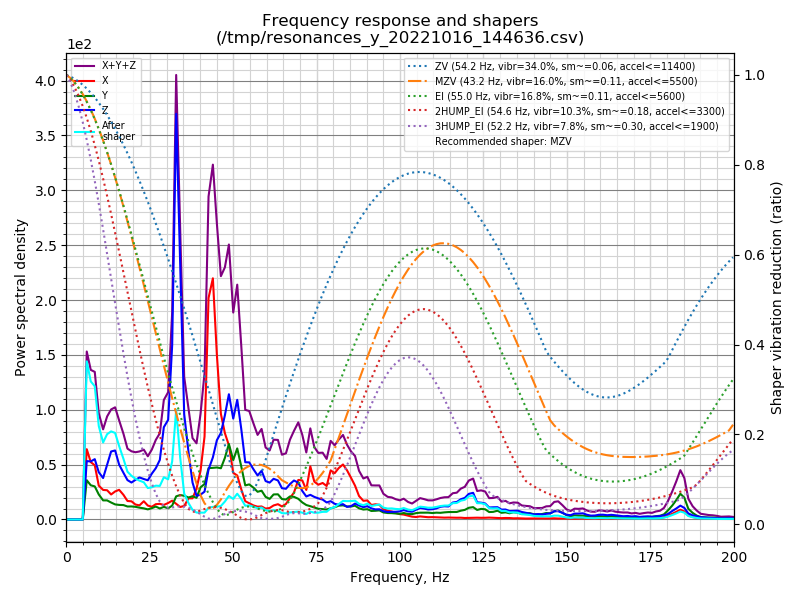 Frequency response and shapers
(/tmp/resonances_y_20221016_144636.csv)
1e2
X+Y+Z
X
Y
Z
After
shaper
ZV (54.2 Hz, vibr=34.0%, sm~=0.06, accel<=11400)
MZV (43.2 Hz, vibr=16.0%, sm~=0.11, accel<=5500)
EI (55.0 Hz, vibr=16.8%, sm~=0.11, accel<=5600)
2HUMP_EI (54.6 Hz, vibr=10.3%, sm~=0.18, accel<=3300)
3HUMP_EI (52.2 Hz, vibr=7.8%, sm~=0.30, accel<=1900)
Recommended shaper: MZV
4.0
3.5
3.0
2.5
2.0
1.5
1.0
0.5
0.0
Power spectral density
1.0
0.8
0.6
0.4
0.2
0.0
Shaper vibration reduction (ratio)
0 25 50 75 100 125 150 175 200
Frequency, Hz